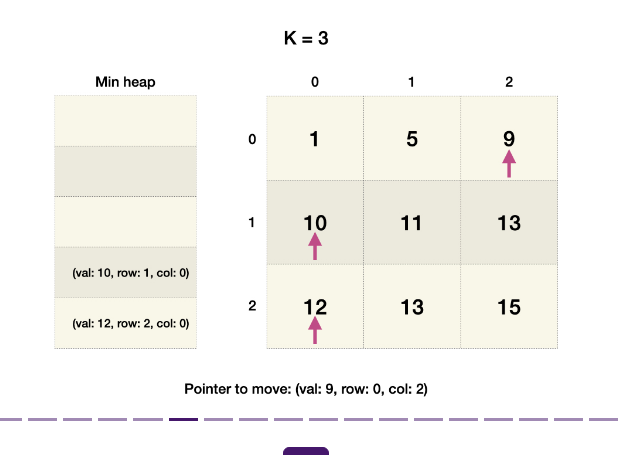 K = 3
Min heap
0 1 2
0 1 5 9
1 10 11 13
(val: 10, row: 1, col: 0)
2 12 13 15
(val: 12, row: 2, col: 0)
Pointer to move: (val: 9, row: 0, col: 2)